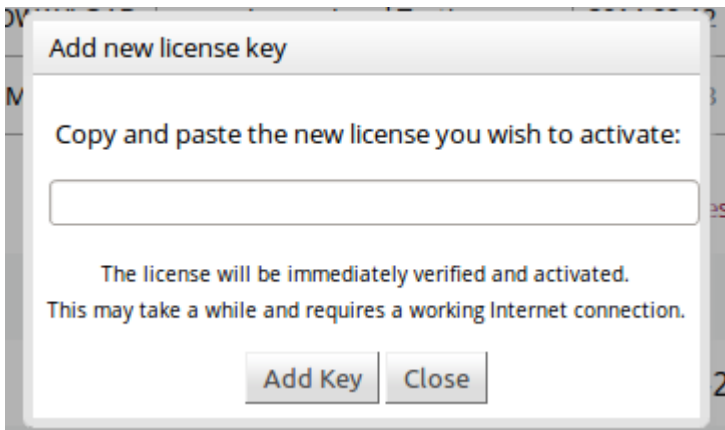 Add new license key
Copy and paste the new license you wish to activate:
The license will be immediately verified and activated.
This may take a while and requires a working Internet connection.
Add Key
Close